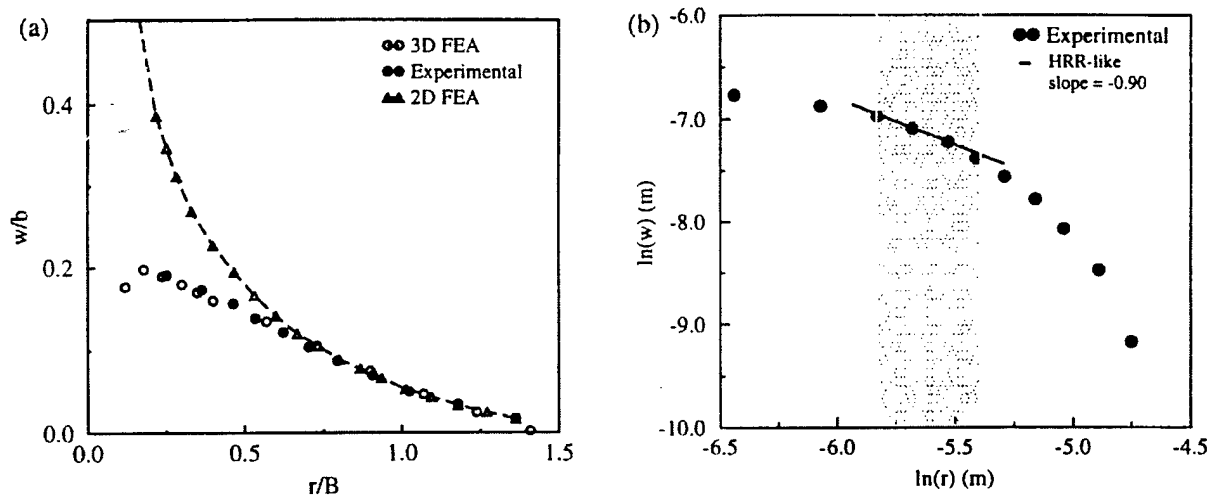 (a)
3D FEA
Experimental
2D FEA
0.4
0.2
0.0
w/b
0.0 0.5 1.0 1.5
r/B
(b)
Experimental
HRR-like
slope = -0.90
-6.0
-7.0
-8.0
-9.0
-10.0
ln(w) (m)
-6.5 -6.0 -5.5 -5.0 -4.5
ln(r) (m)